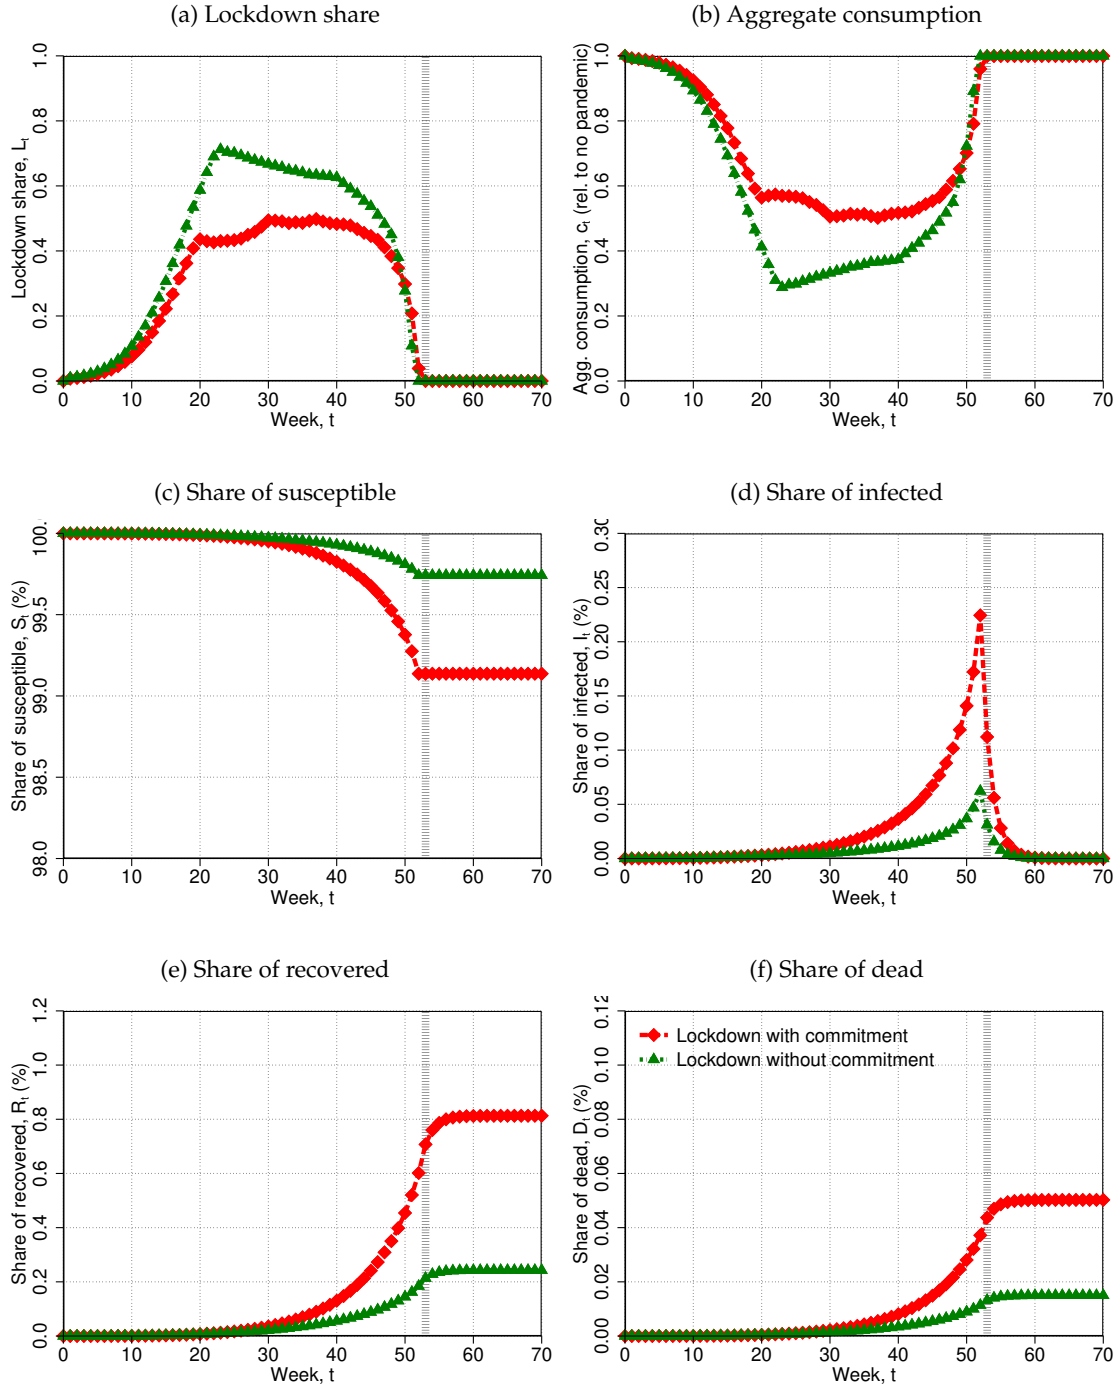 (a) Lockdown share
(b) Aggregate consumption
Lockdown share, Lt
0.0 0.2 0.4 0.6 0.8 1.0
0 10 20 30 40 50 60 70
Week, t
Agg. consumption, ct (rel. to no pandemic)
0.0 0.2 0.4 0.6 0.8 1.0
0 10 20 30 40 50 60 70
Week, t
(c) Share of susceptible
(d) Share of infected
Share of susceptible, St (%)
98.0 98.5 99.0 99.5 100.
0 10 20 30 40 50 60 70
Week, t
Share of infected, It (%)
0.00 0.05 0.10 0.15 0.20 0.25 0.30
0 10 20 30 40 50 60 70
Week, t
(e) Share of recovered
(f) Share of dead
Share of recovered, Rt (%)
0.0 0.2 0.4 0.6 0.8 1.0 1.2
0 10 20 30 40 50 60 70
Week, t
Share of dead, Dt (%)
0.00 0.02 0.04 0.06 0.08 0.10 0.12
Lockdown with commitment
Lockdown without commitment
0 10 20 30 40 50 60 70
Week, t